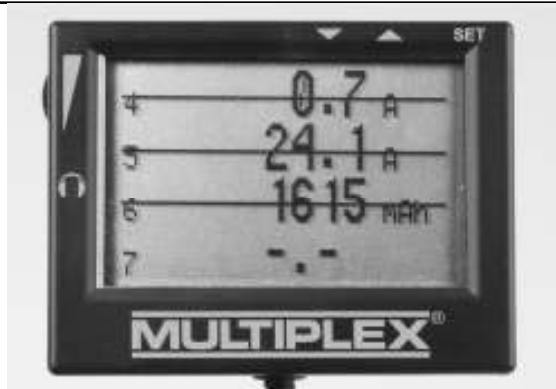 SET
4 0.7 A
5 24.1 A
6 1615 mAh
7 -.-
MULTIPLEX®